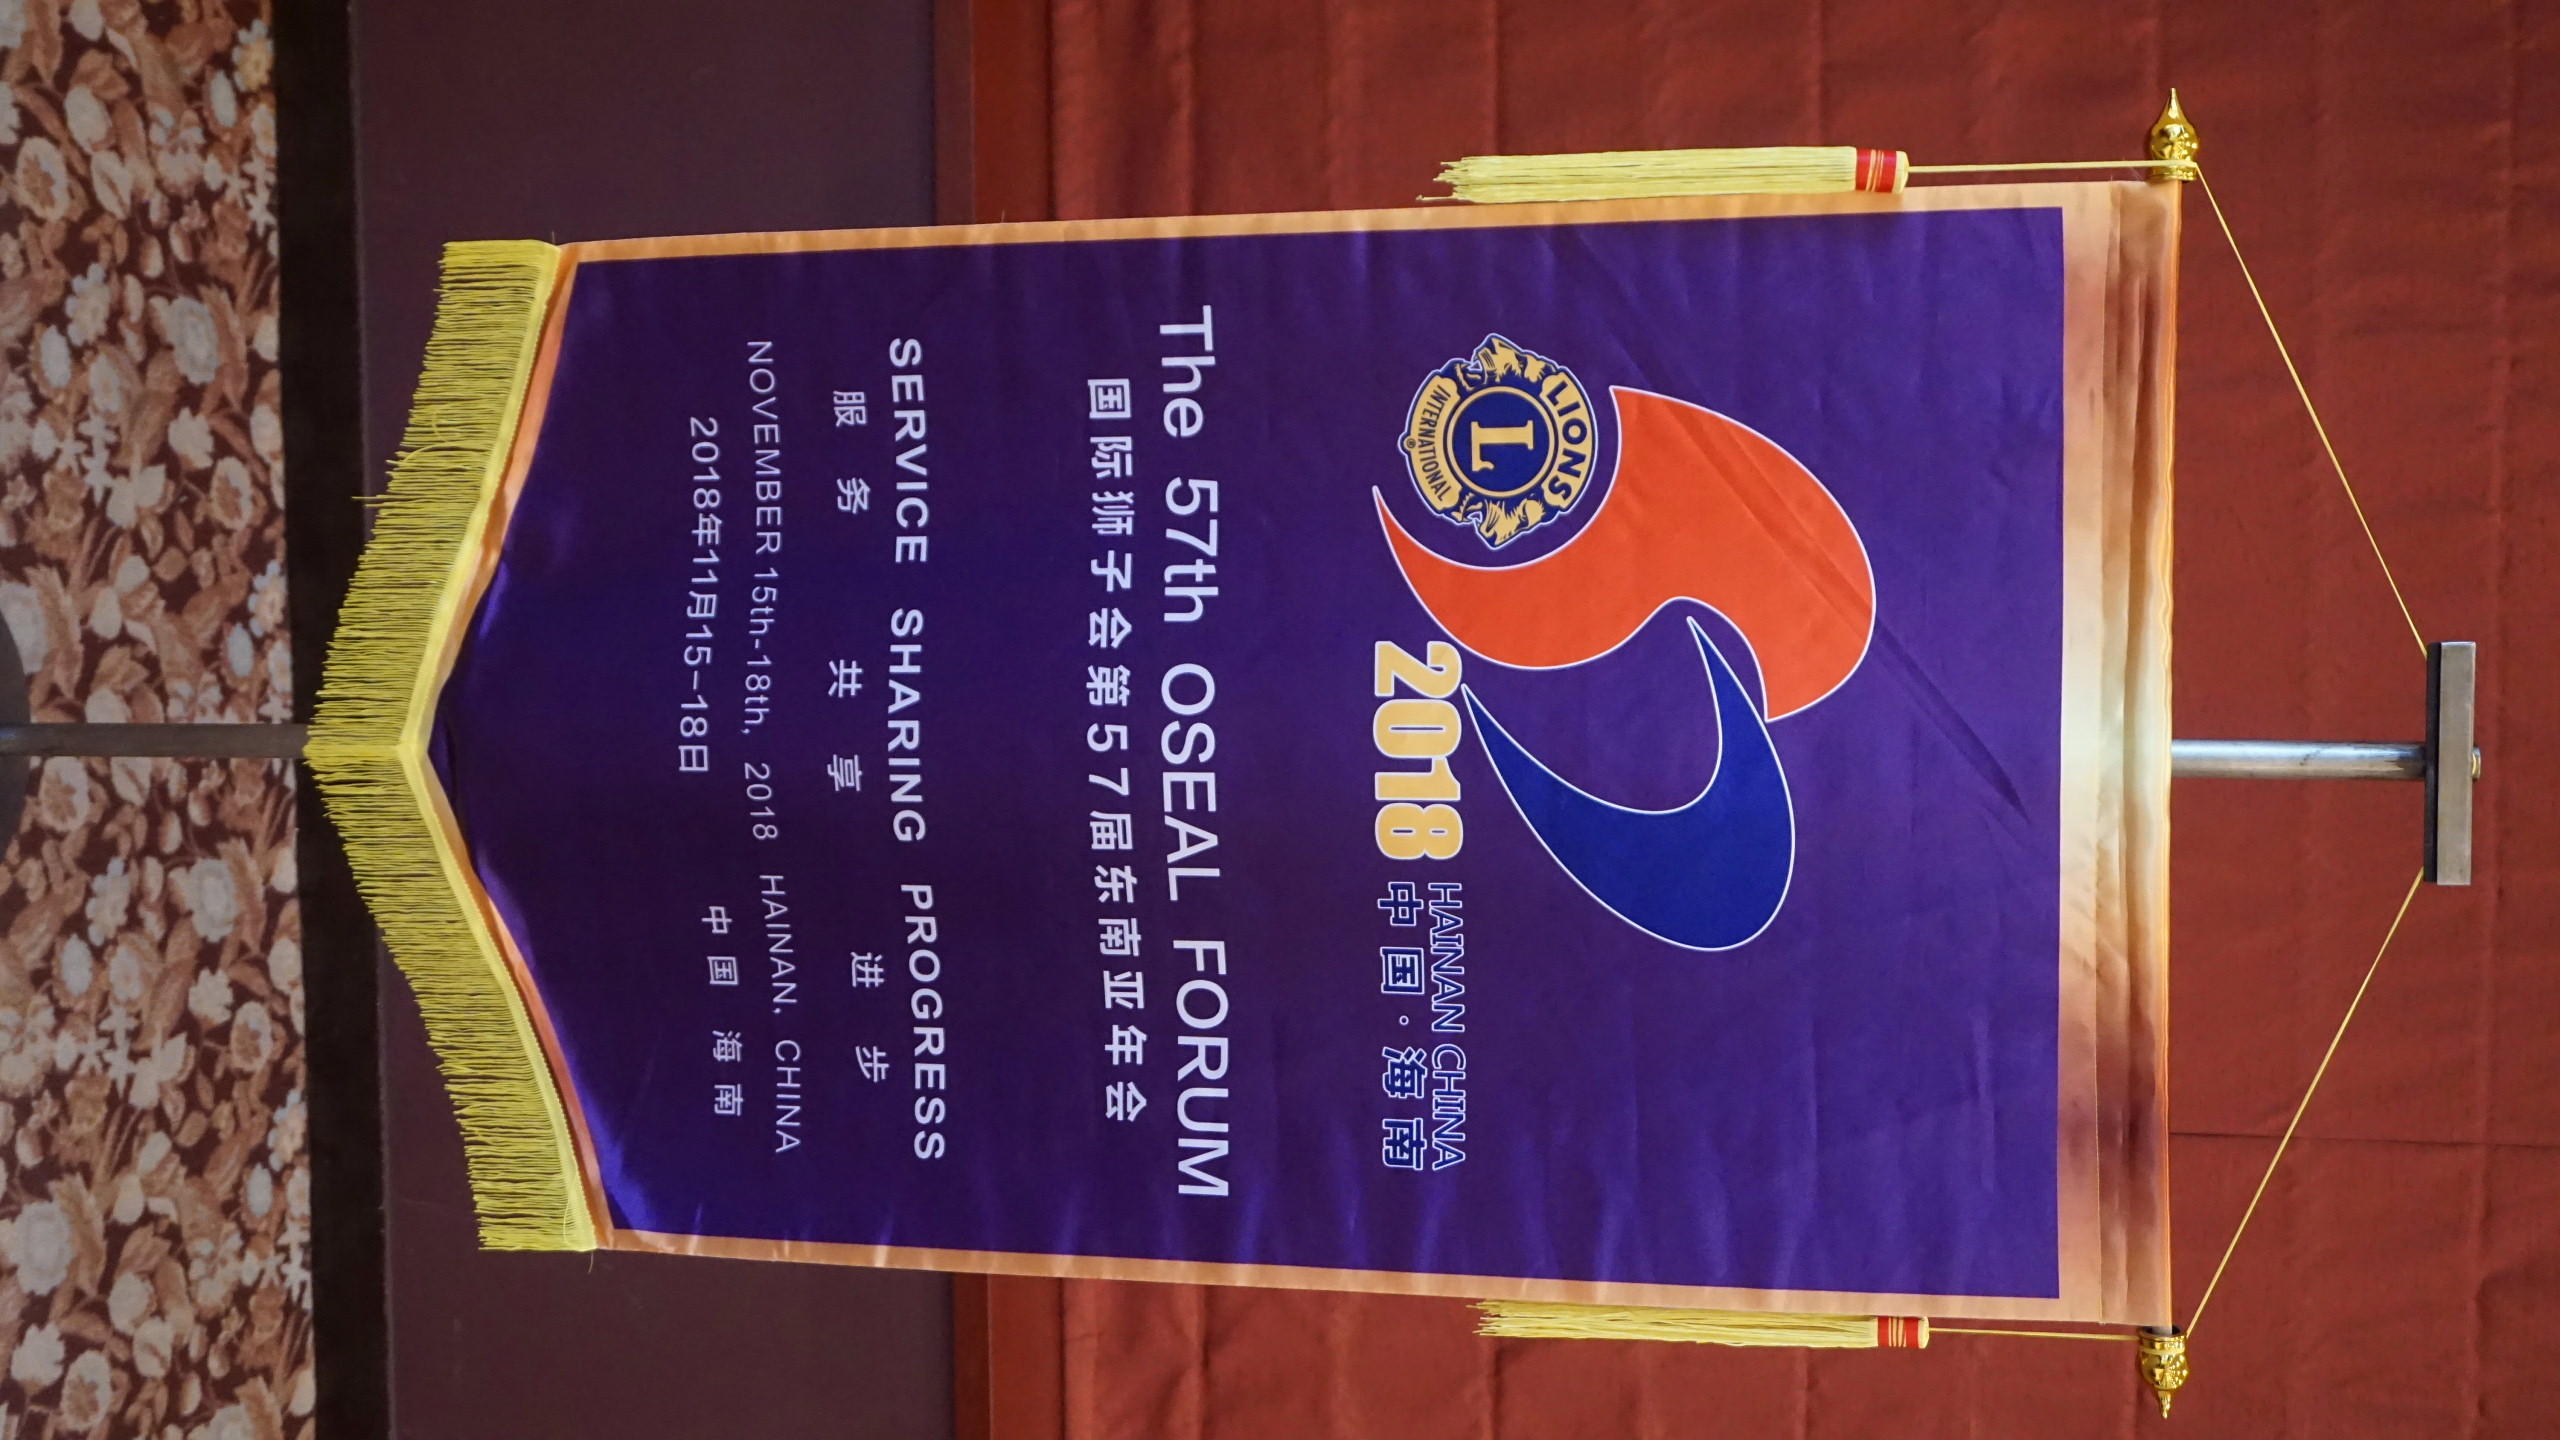 LIONS
L
INTERNATIONAL
®
2018
HAINAN CHINA
中国·海南
The 57th OSEAL FORUM
国际狮子会第57届东南亚年会
SERVICE SHARING PROGRESS
服务 共享 进步
NOVEMBER 15th-18th, 2018 HAINAN, CHINA
2018年11月15-18日 中国 海南